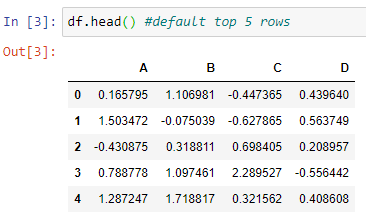 In [3]: df.head() #default top 5 rows
Out[3]:
A B C D
0 0.165795 1.106981 -0.447365 0.439640
1 1.503472 -0.075039 -0.627865 0.563749
2 -0.430875 0.318811 0.698405 0.208957
3 0.788778 1.097461 2.289527 -0.556442
4 1.287247 1.718817 0.321562 0.408608